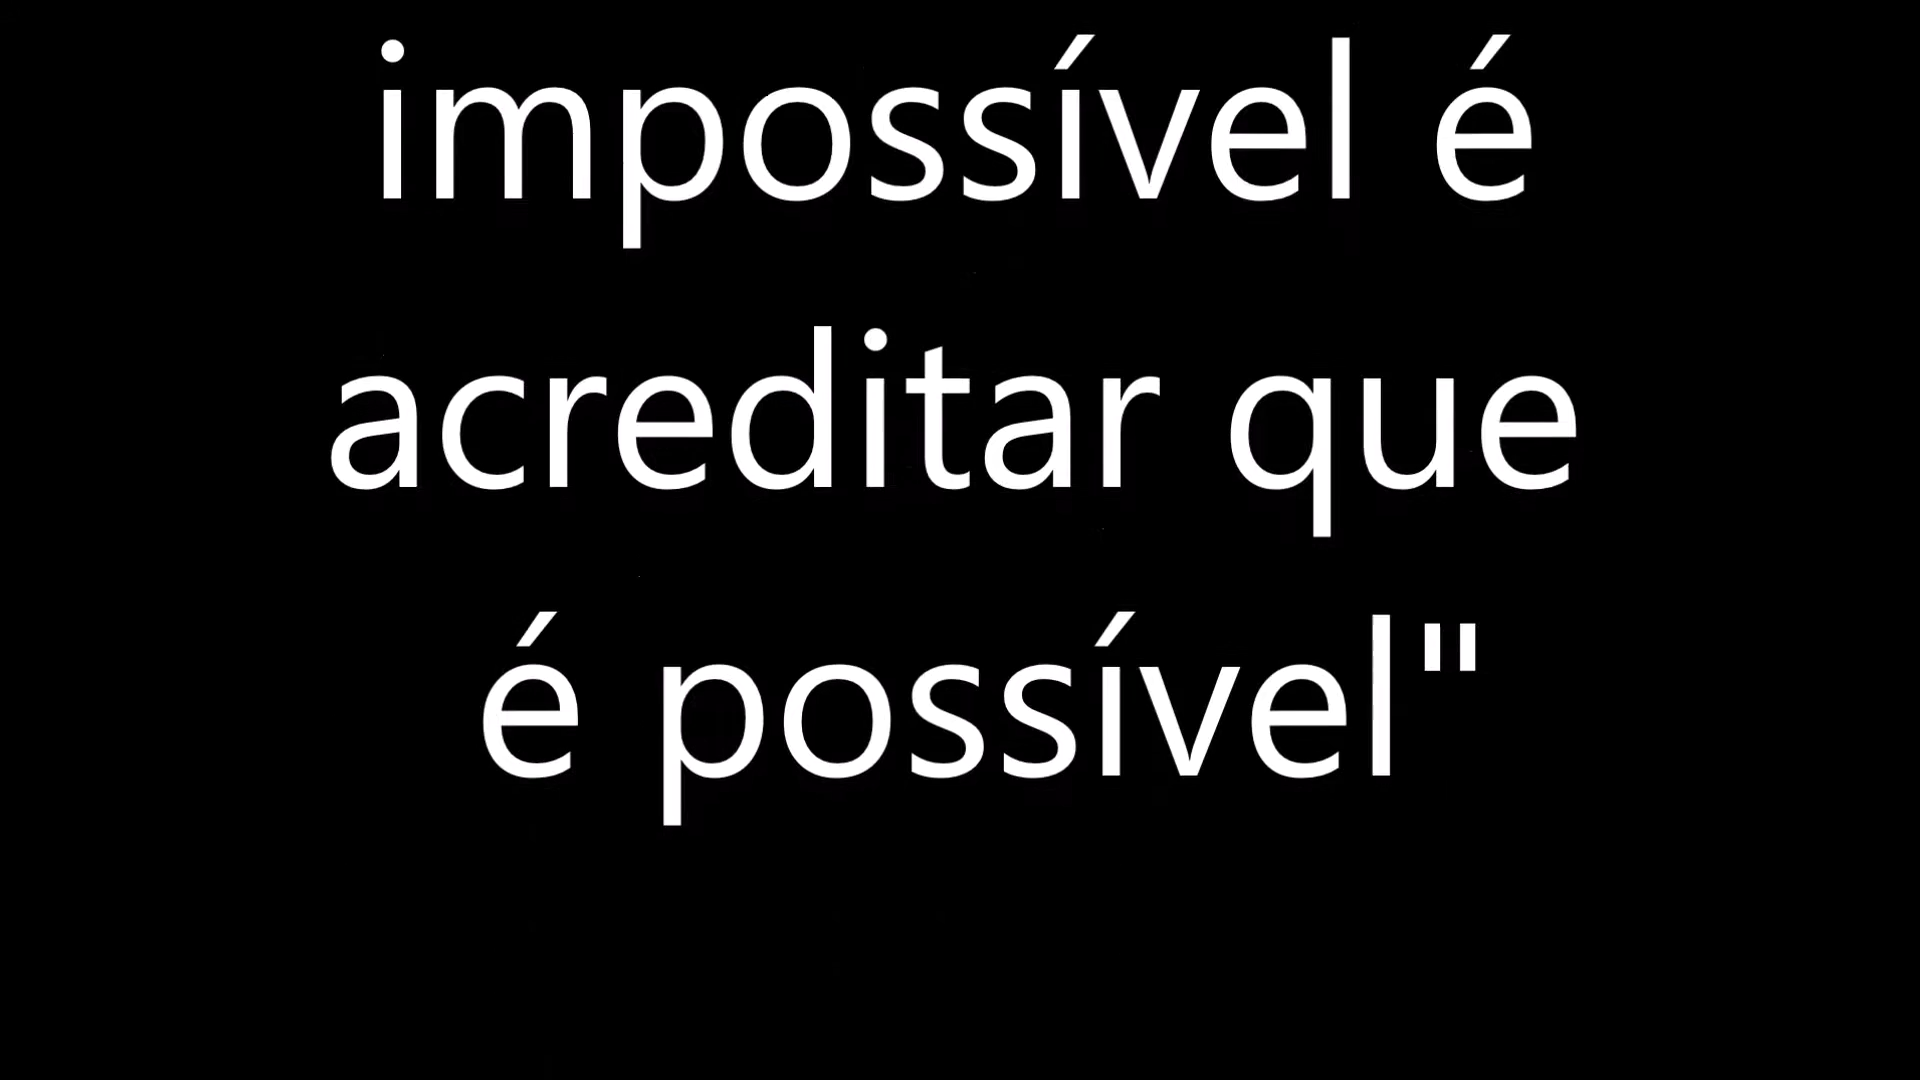 impossível é
acreditar que
é possível"